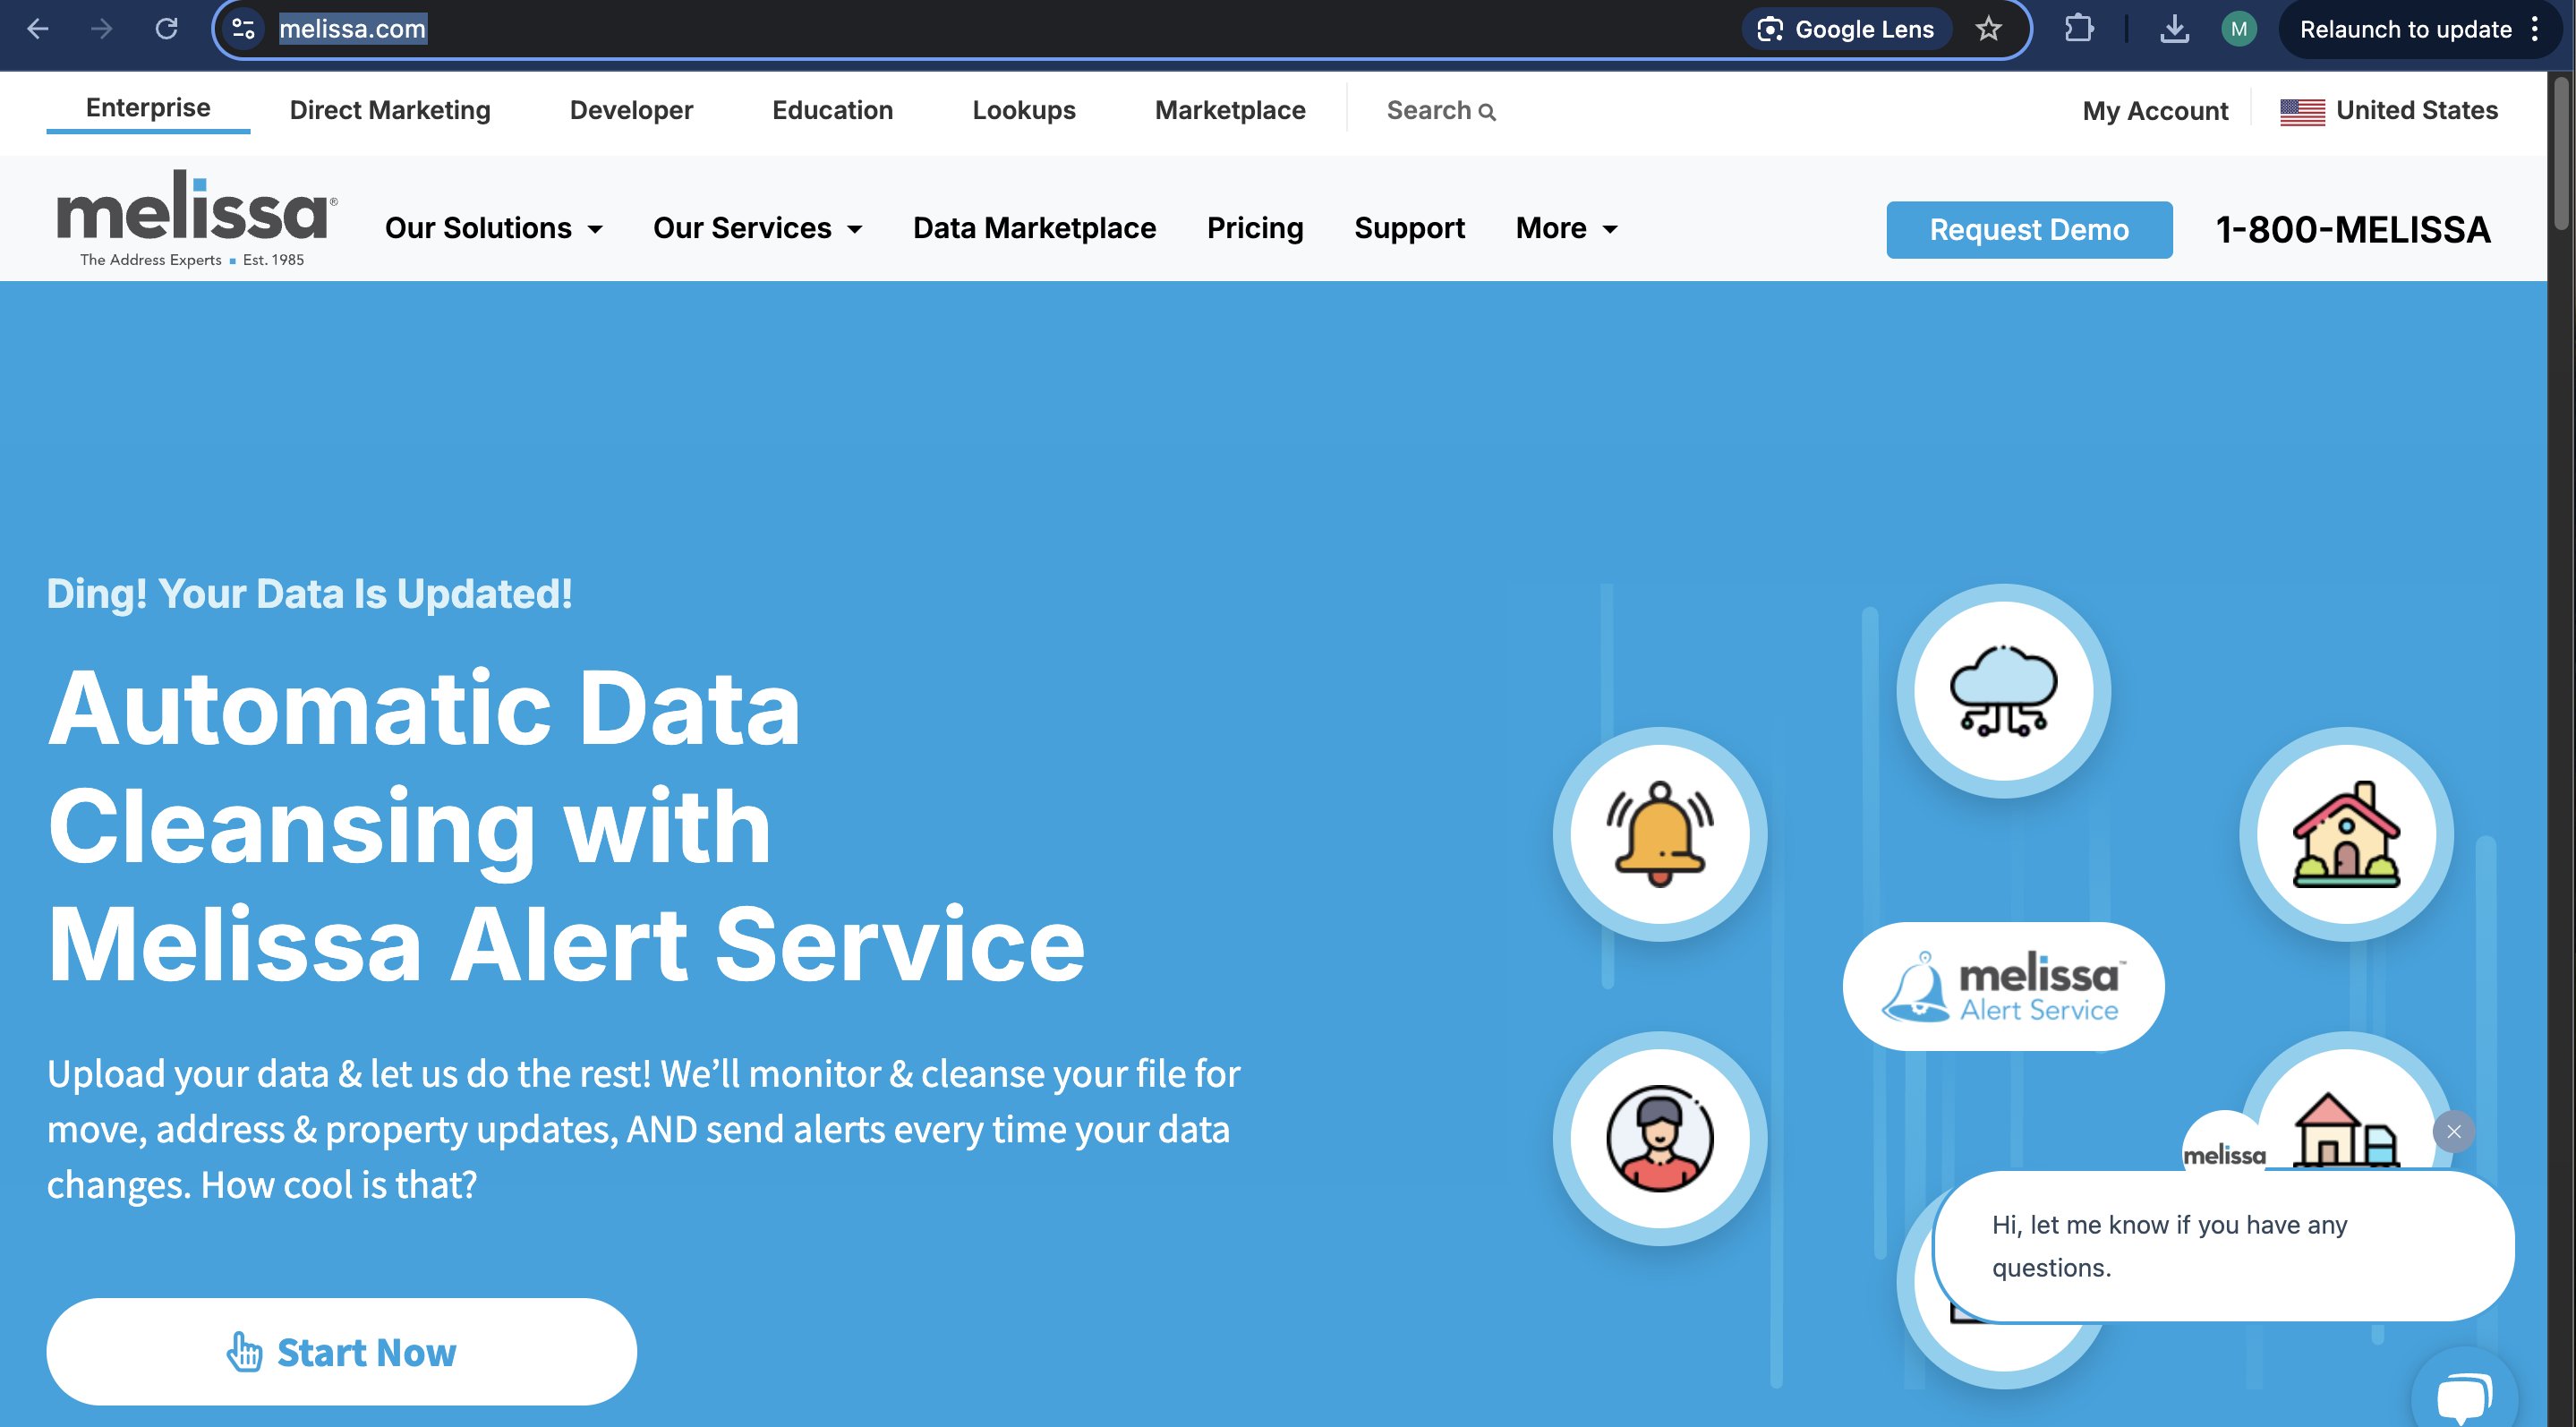 melissa.com
Google Lens
M
Relaunch to update
Enterprise
Direct Marketing
Developer
Education
Lookups
Marketplace
Search
My Account
United States
melissa®
The Address Experts ▪ Est. 1985
Our Solutions
Our Services
Data Marketplace
Pricing
Support
More
Request Demo
1-800-MELISSA
Ding! Your Data Is Updated!
Automatic Data
Cleansing with
Melissa Alert Service
Upload your data & let us do the rest! We’ll monitor & cleanse your file for
move, address & property updates, AND send alerts every time your data
changes. How cool is that?
Start Now
melissa™
Alert Service
melissa
Hi, let me know if you have any
questions.